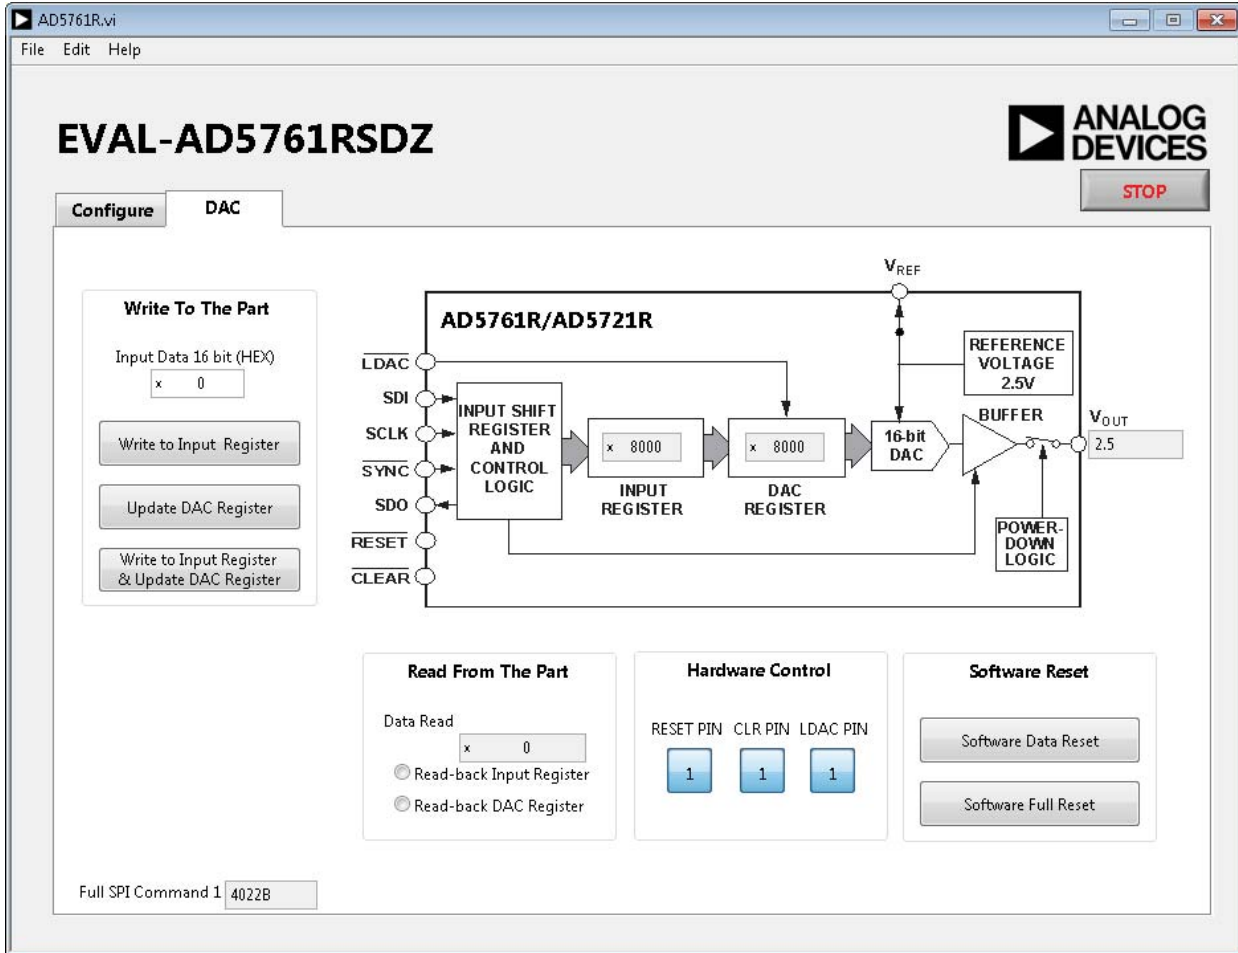 AD5761R.vi
File Edit Help
EVAL-AD5761RSDZ
ANALOG
DEVICES
STOP
Configure DAC
Write To The Part
Input Data 16 bit (HEX)
x 0
Write to Input Register
Update DAC Register
Write to Input Register
& Update DAC Register
VREF
AD5761R/AD5721R
LDAC
SDI
SCLK
SYNC
SDO
RESET
CLEAR
INPUT SHIFT
REGISTER
AND
CONTROL
LOGIC
x 8000
INPUT
REGISTER
x 8000
DAC
REGISTER
16-bit
DAC
REFERENCE
VOLTAGE
2.5V
BUFFER
VOUT
2.5
POWER-
DOWN
LOGIC
Read From The Part
Data Read
x 0
Read-back Input Register
Read-back DAC Register
Hardware Control
RESET PIN CLR PIN LDAC PIN
1 1 1
Software Reset
Software Data Reset
Software Full Reset
Full SPI Command 1 4022B